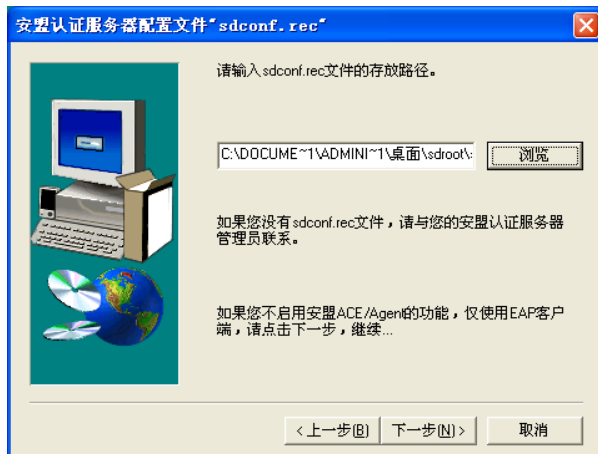 安盟认证服务器配置文件"sdconf.rec"
请输入sdconf.rec文件的存放路径。
C:\DOCUME~1\ADMINI~1\桌面\sdroot\
浏览
如果您没有sdconf.rec文件，请与您的安盟认证服务器
管理员联系。
如果您不启用安盟ACE/Agent的功能，仅使用EAP客户
端，请点击下一步，继续...
<上一步(B)
下一步(N)>
取消